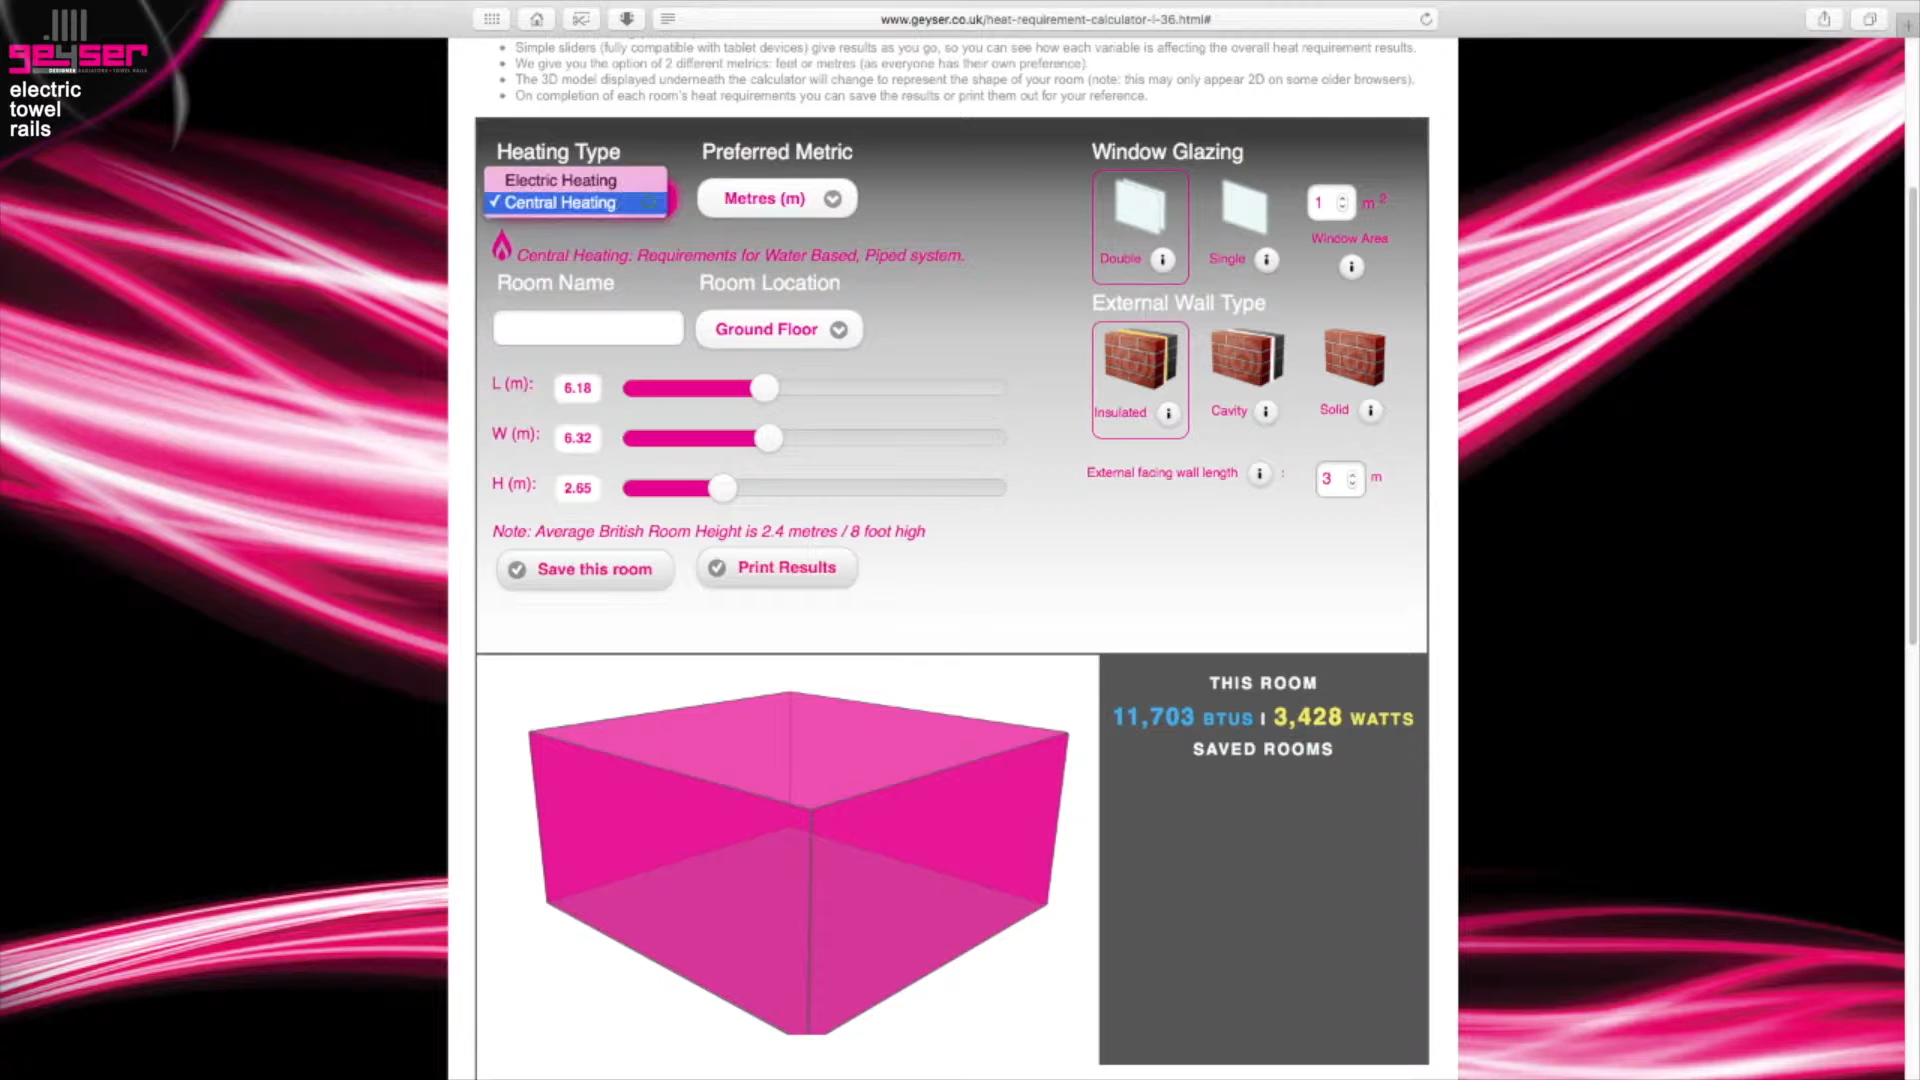 www.geyser.co.uk/heat-requirement-calculator-i-36.html#
geyser
DESIGNER RADIATORS + TOWEL RAILS
electric
towel
rails
Simple sliders (fully compatible with tablet devices) give results as you go, so you can see how each variable is affecting the overall heat requirement results.
We give you the option of 2 different metrics: feet or metres (as everyone has their own preference).
The 3D model displayed underneath the calculator will change to represent the shape of your room (note: this may only appear 2D on some older browsers).
On completion of each room's heat requirements you can save the results or print them out for your reference.
Heating Type
Preferred Metric
Window Glazing
Electric Heating
✓ Central Heating
Metres (m)
1 m 2
Window Area
Double i
Single i
i
Central Heating: Requirements for Water Based, Piped system.
Room Name
Room Location
External Wall Type
Ground Floor
L (m): 6.18
Insulated i
Cavity i
Solid i
W (m): 6.32
External facing wall length i : 3 m
H (m): 2.65
Note: Average British Room Height is 2.4 metres / 8 foot high
Save this room
Print Results
THIS ROOM
11,703 BTUS | 3,428 WATTS
SAVED ROOMS